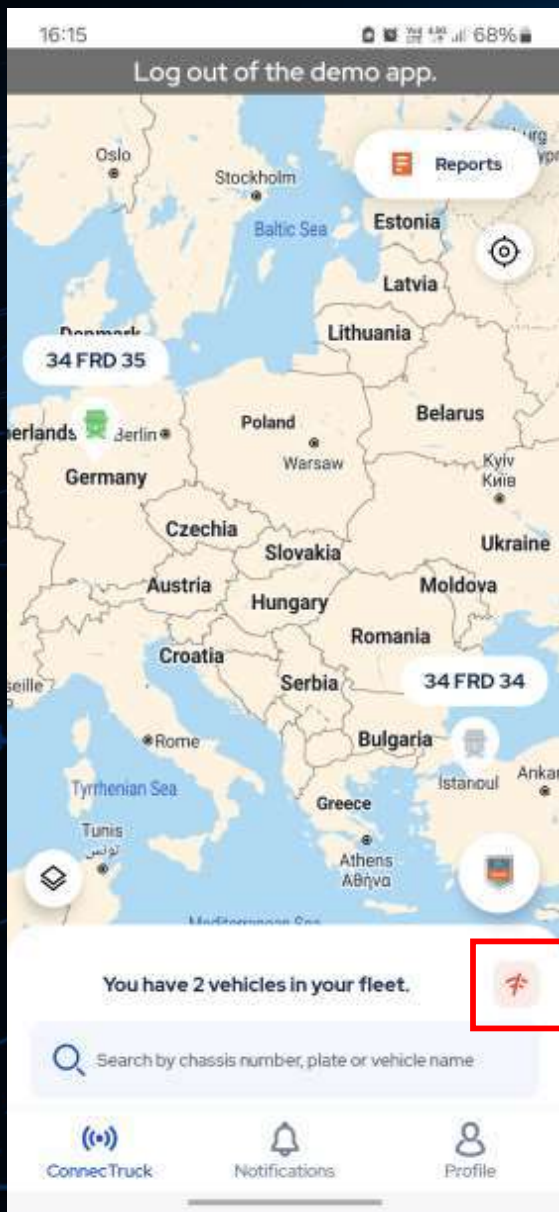 16:15
68%
Log out of the demo app.
Oslo
Stockholm
Reports
Baltic Sea
Estonia
Latvia
Denmark
Lithuania
34 FRD 35
Poland
Belarus
Berlin
Germany
Warsaw
Kyiv
Київ
Czechia
Slovakia
Ukraine
Austria
Moldova
Hungary
Romania
Croatia
Serbia
34 FRD 34
Rome
Bulgaria
Tyrrhenian Sea
Greece
Tunis
تونس
Athens
Αθήνα
You have 2 vehicles in your fleet.
Search by chassis number, plate or vehicle name
ConnecTruck
Notifications
Profile